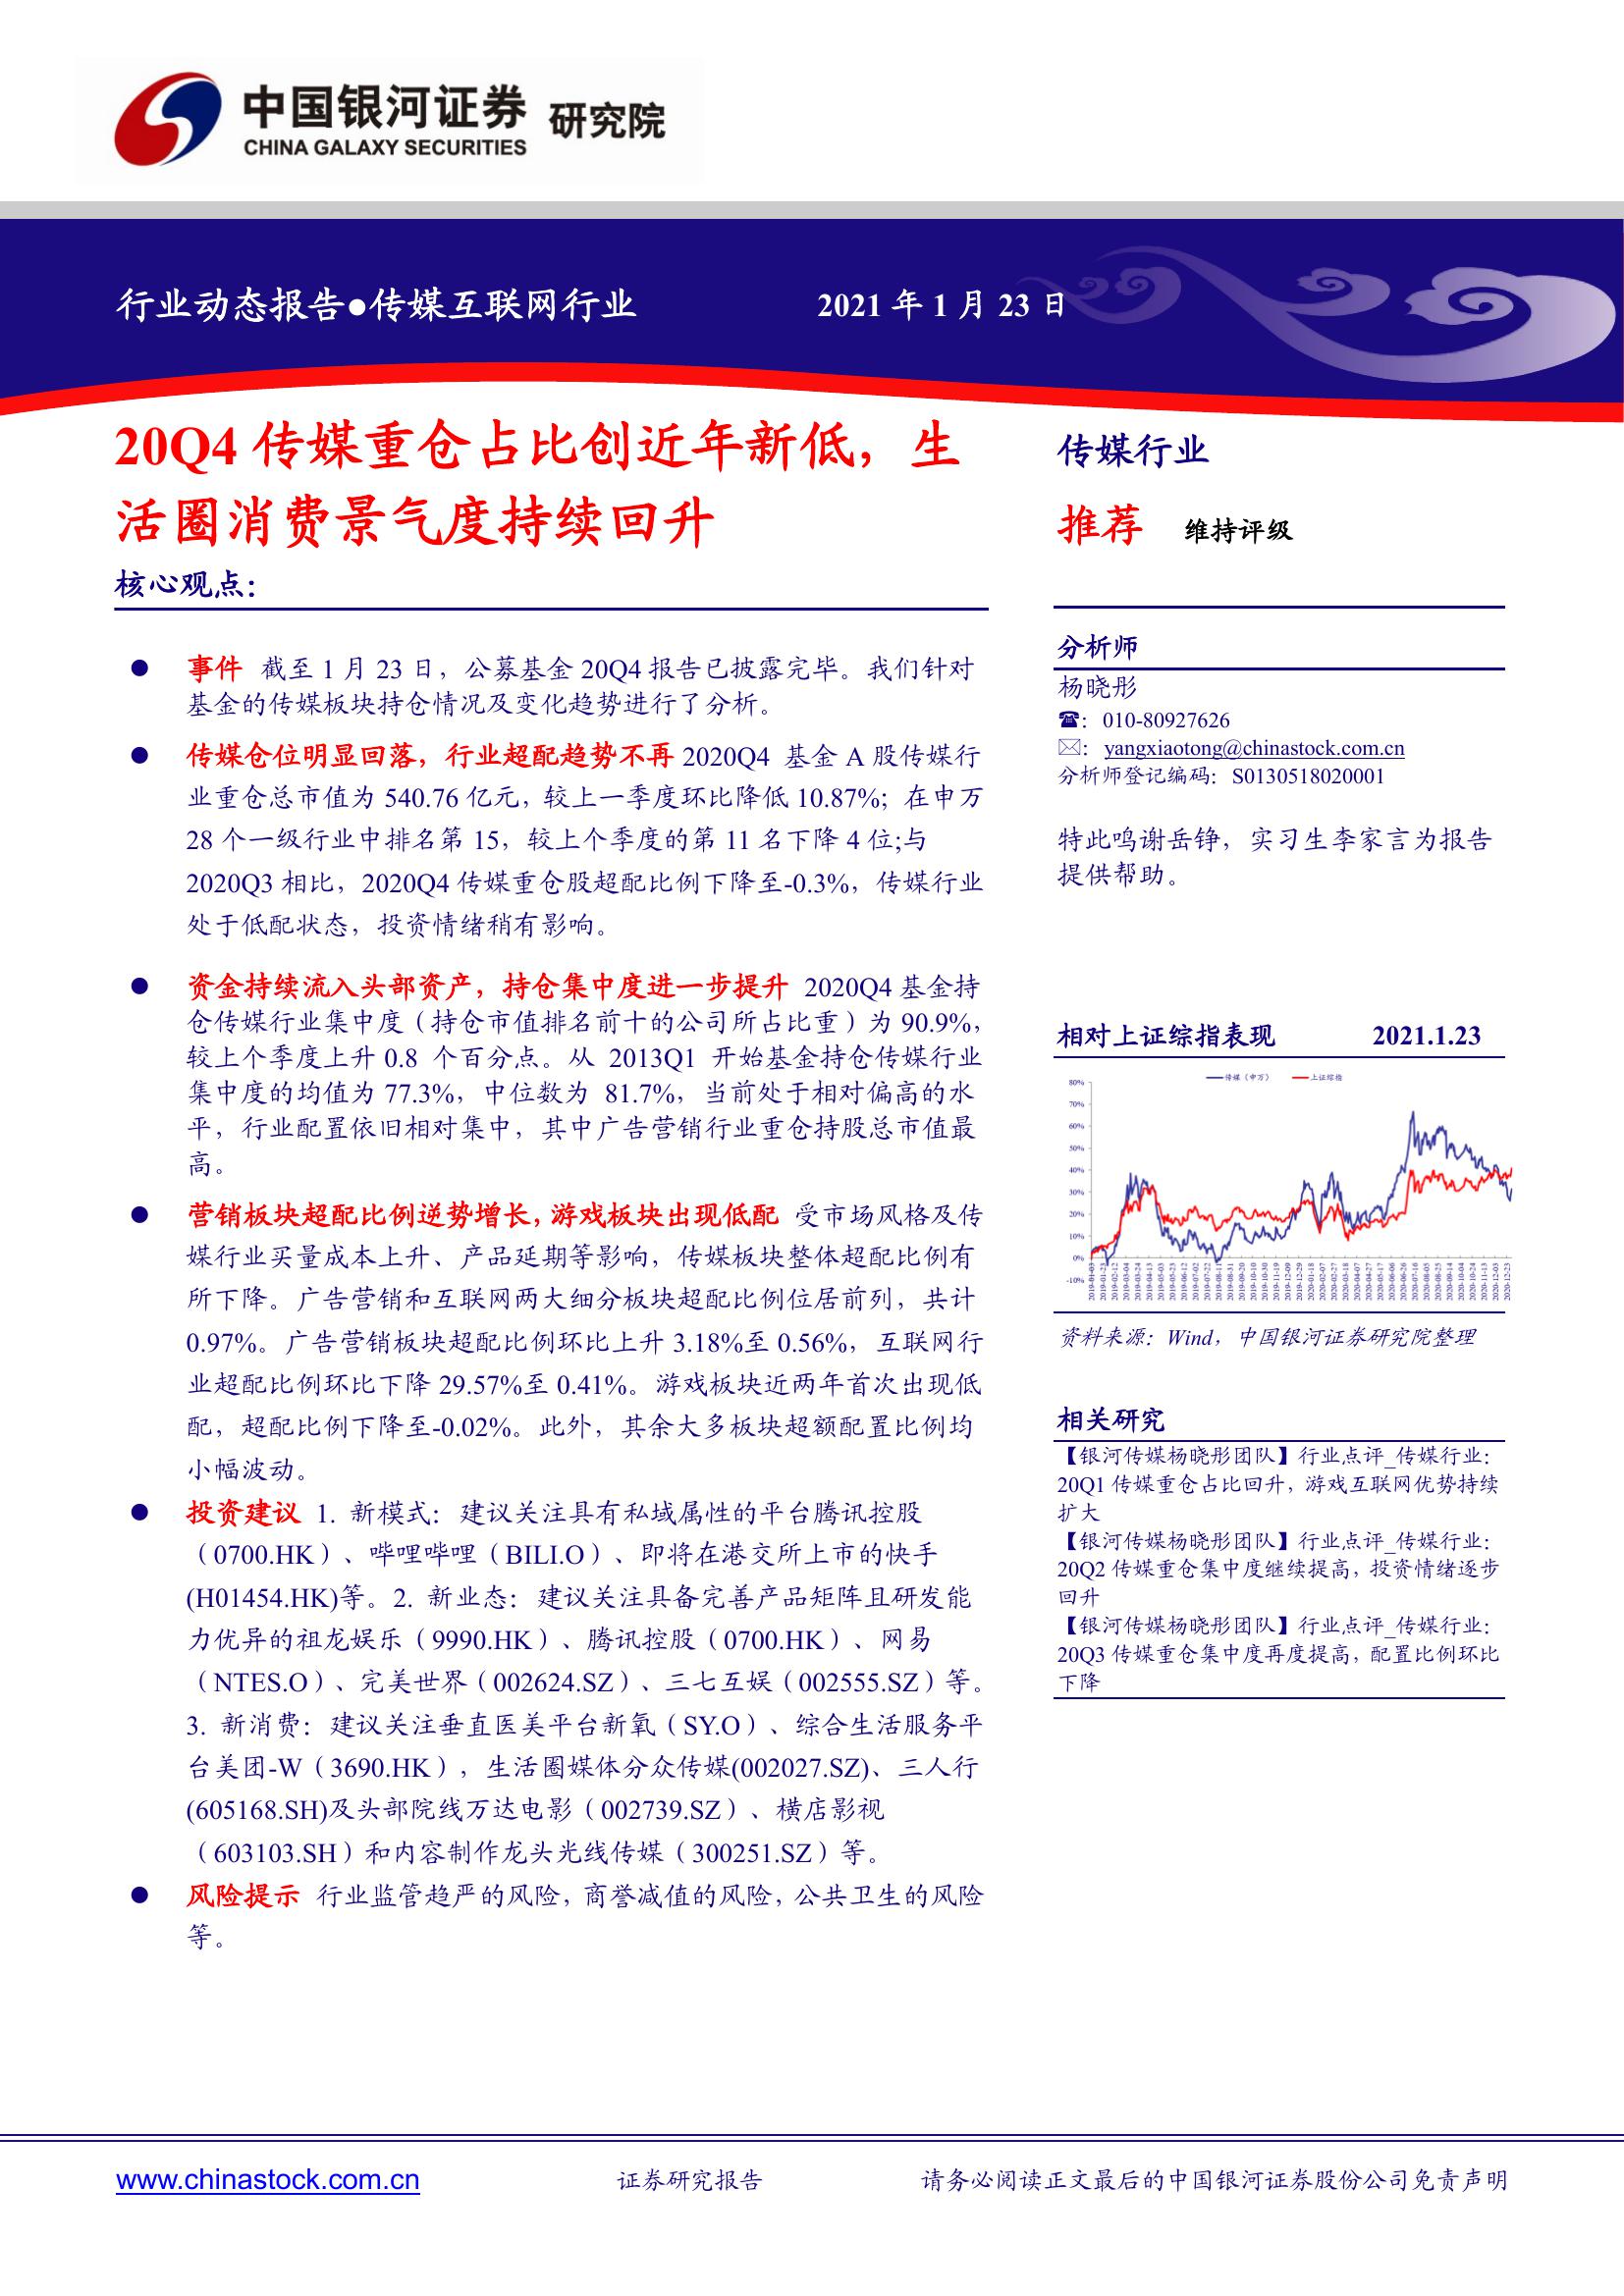 中国银河证券 研究院
CHINA GALAXY SECURITIES
行业动态报告●传媒互联网行业 2021 年 1 月 23 日
20Q4 传媒重仓占比创近年新低，生
活圈消费景气度持续回升
核心观点：
● 事件 截至 1 月 23 日，公募基金 20Q4 报告已披露完毕。我们针对
基金的传媒板块持仓情况及变化趋势进行了分析。
● 传媒仓位明显回落，行业超配趋势不再 2020Q4 基金 A 股传媒行
业重仓总市值为 540.76 亿元，较上一季度环比降低 10.87%；在申万
28 个一级行业中排名第 15，较上个季度的第 11 名下降 4 位;与
2020Q3 相比，2020Q4 传媒重仓股超配比例下降至-0.3%，传媒行业
处于低配状态，投资情绪稍有影响。
● 资金持续流入头部资产，持仓集中度进一步提升 2020Q4 基金持
仓传媒行业集中度（持仓市值排名前十的公司所占比重）为 90.9%，
较上个季度上升 0.8 个百分点。从 2013Q1 开始基金持仓传媒行业
集中度的均值为 77.3%，中位数为 81.7%，当前处于相对偏高的水
平，行业配置依旧相对集中，其中广告营销行业重仓持股总市值最
高。
● 营销板块超配比例逆势增长，游戏板块出现低配 受市场风格及传
媒行业买量成本上升、产品延期等影响，传媒板块整体超配比例有
所下降。广告营销和互联网两大细分板块超配比例位居前列，共计
0.97%。广告营销板块超配比例环比上升 3.18%至 0.56%，互联网行
业超配比例环比下降 29.57%至 0.41%。游戏板块近两年首次出现低
配，超配比例下降至-0.02%。此外，其余大多板块超额配置比例均
小幅波动。
● 投资建议 1. 新模式：建议关注具有私域属性的平台腾讯控股
（0700.HK）、哔哩哔哩（BILI.O）、即将在港交所上市的快手
(H01454.HK)等。2. 新业态：建议关注具备完善产品矩阵且研发能
力优异的祖龙娱乐（9990.HK）、腾讯控股（0700.HK）、网易
（NTES.O）、完美世界（002624.SZ）、三七互娱（002555.SZ）等。
3. 新消费：建议关注垂直医美平台新氧（SY.O）、综合生活服务平
台美团-W（3690.HK），生活圈媒体分众传媒(002027.SZ)、三人行
(605168.SH)及头部院线万达电影（002739.SZ）、横店影视
（603103.SH）和内容制作龙头光线传媒（300251.SZ）等。
● 风险提示 行业监管趋严的风险，商誉减值的风险，公共卫生的风险
等。
传媒行业
推荐 维持评级
分析师
杨晓彤
☎：010-80927626
✉：yangxiaotong@chinastock.com.cn
分析师登记编码：S0130518020001
特此鸣谢岳铮，实习生李家言为报告
提供帮助。
相对上证综指表现 2021.1.23
传媒（申万） 上证综指
80%
70%
60%
50%
40%
30%
20%
10%
0%
-10%
资料来源：Wind，中国银河证券研究院整理
相关研究
【银河传媒杨晓彤团队】行业点评_传媒行业：
20Q1 传媒重仓占比回升，游戏互联网优势持续
扩大
【银河传媒杨晓彤团队】行业点评_传媒行业：
20Q2 传媒重仓集中度继续提高，投资情绪逐步
回升
【银河传媒杨晓彤团队】行业点评_传媒行业：
20Q3 传媒重仓集中度再度提高，配置比例环比
下降
www.chinastock.com.cn 证券研究报告 请务必阅读正文最后的中国银河证券股份公司免责声明